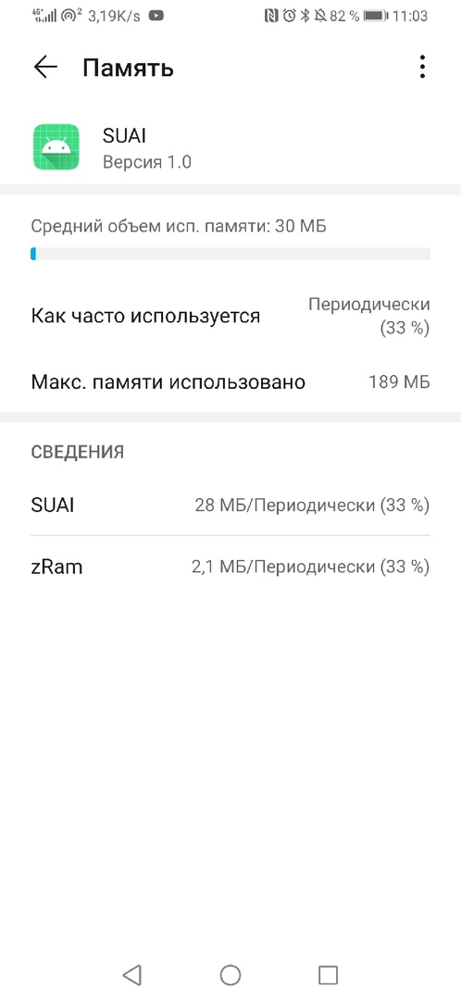 4G+ 2 3,19K/s 82 % 11:03
Память
SUAI
Версия 1.0
Средний объем исп. памяти: 30 МБ
Как часто используется Периодически
(33 %)
Макс. памяти использовано 189 МБ
СВЕДЕНИЯ
SUAI 28 МБ/Периодически (33 %)
zRam 2,1 МБ/Периодически (33 %)